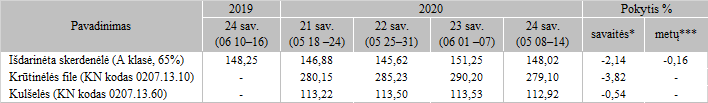 Pavadinimas 2019 2020 Pokytis %
24 sav. (06 10–16) 21 sav. (05 18 –24) 22 sav. (05 25–31) 23 sav. (06 01 –07) 24 sav. (05 08–14) savaitės* metų***
Išdarinėta skerdenėlė (A klasė, 65%) 148,25 146,88 145,62 151,25 148,02 -2,14 -0,16
Krūtinėlės file (KN kodas 0207.13.10) - 280,15 285,23 290,20 279,10 -3,82 -
Kulšelės (KN kodas 0207.13.60) - 113,22 113,50 113,53 112,92 -0,54 -